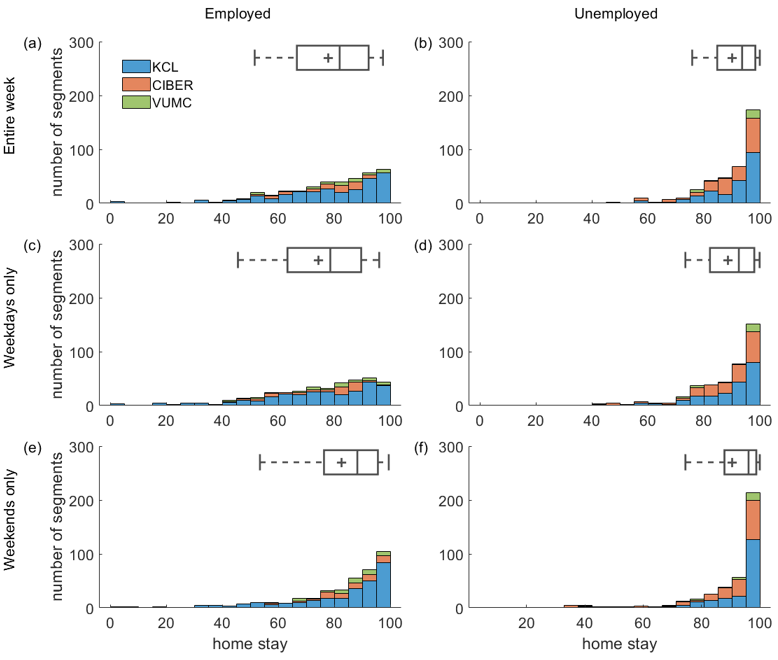 Employed Unemployed
(a) (b)
Entire week
number of segments
300 300
200 200
100 100
0 0
KCL
CIBER
VUMC
0 20 40 60 80 100 0 20 40 60 80 100
(c) (d)
Weekdays only
number of segments
300 300
200 200
100 100
0 0
0 20 40 60 80 100 0 20 40 60 80 100
(e) (f)
Weekends only
number of segments
300 300
200 200
100 100
0 0
0 20 40 60 80 100 20 40 60 80 100
home stay home stay